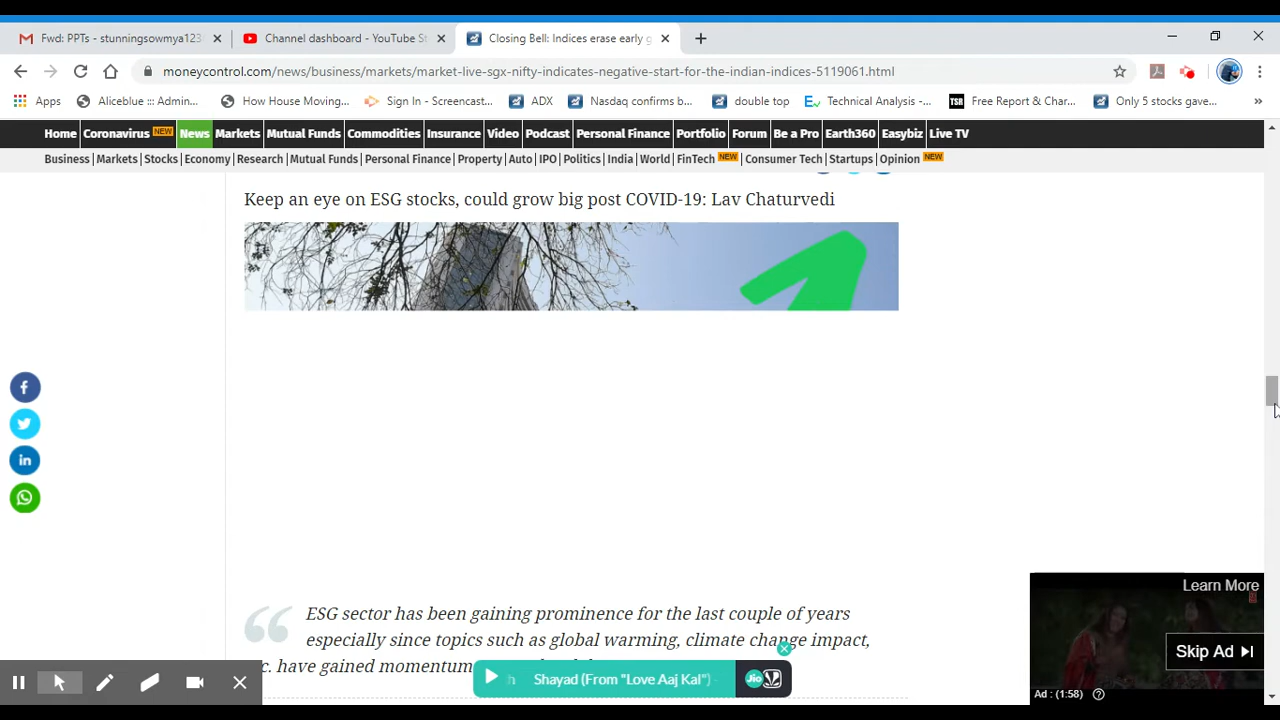 Fwd: PPTs - stunningsowmya123
Channel dashboard - YouTube St
Closing Bell: Indices erase early g
moneycontrol.com/news/business/markets/market-live-sgx-nifty-indicates-negative-start-for-the-indian-indices-5119061.html
Apps
Aliceblue ::: Admin...
How House Moving...
Sign In - Screencast...
ADX
Nasdaq confirms b...
double top
Technical Analysis -...
TSR
Free Report & Char...
Only 5 stocks gave...
»
Home Coronavirus NEW News Markets Mutual Funds Commodities Insurance Video Podcast Personal Finance Portfolio Forum Be a Pro Earth360 Easybiz Live TV
Business | Markets | Stocks | Economy | Research | Mutual Funds | Personal Finance | Property | Auto | IPO | Politics | India | World | FinTech NEW | Consumer Tech | Startups | Opinion NEW
Keep an eye on ESG stocks, could grow big post COVID-19: Lav Chaturvedi
ESG sector has been gaining prominence for the last couple of years
especially since topics such as global warming, climate change impact,
c. have gained momentum
Shayad (From "Love Aaj Kal") -
Jio
Learn More
Skip Ad
Ad : (1:58)